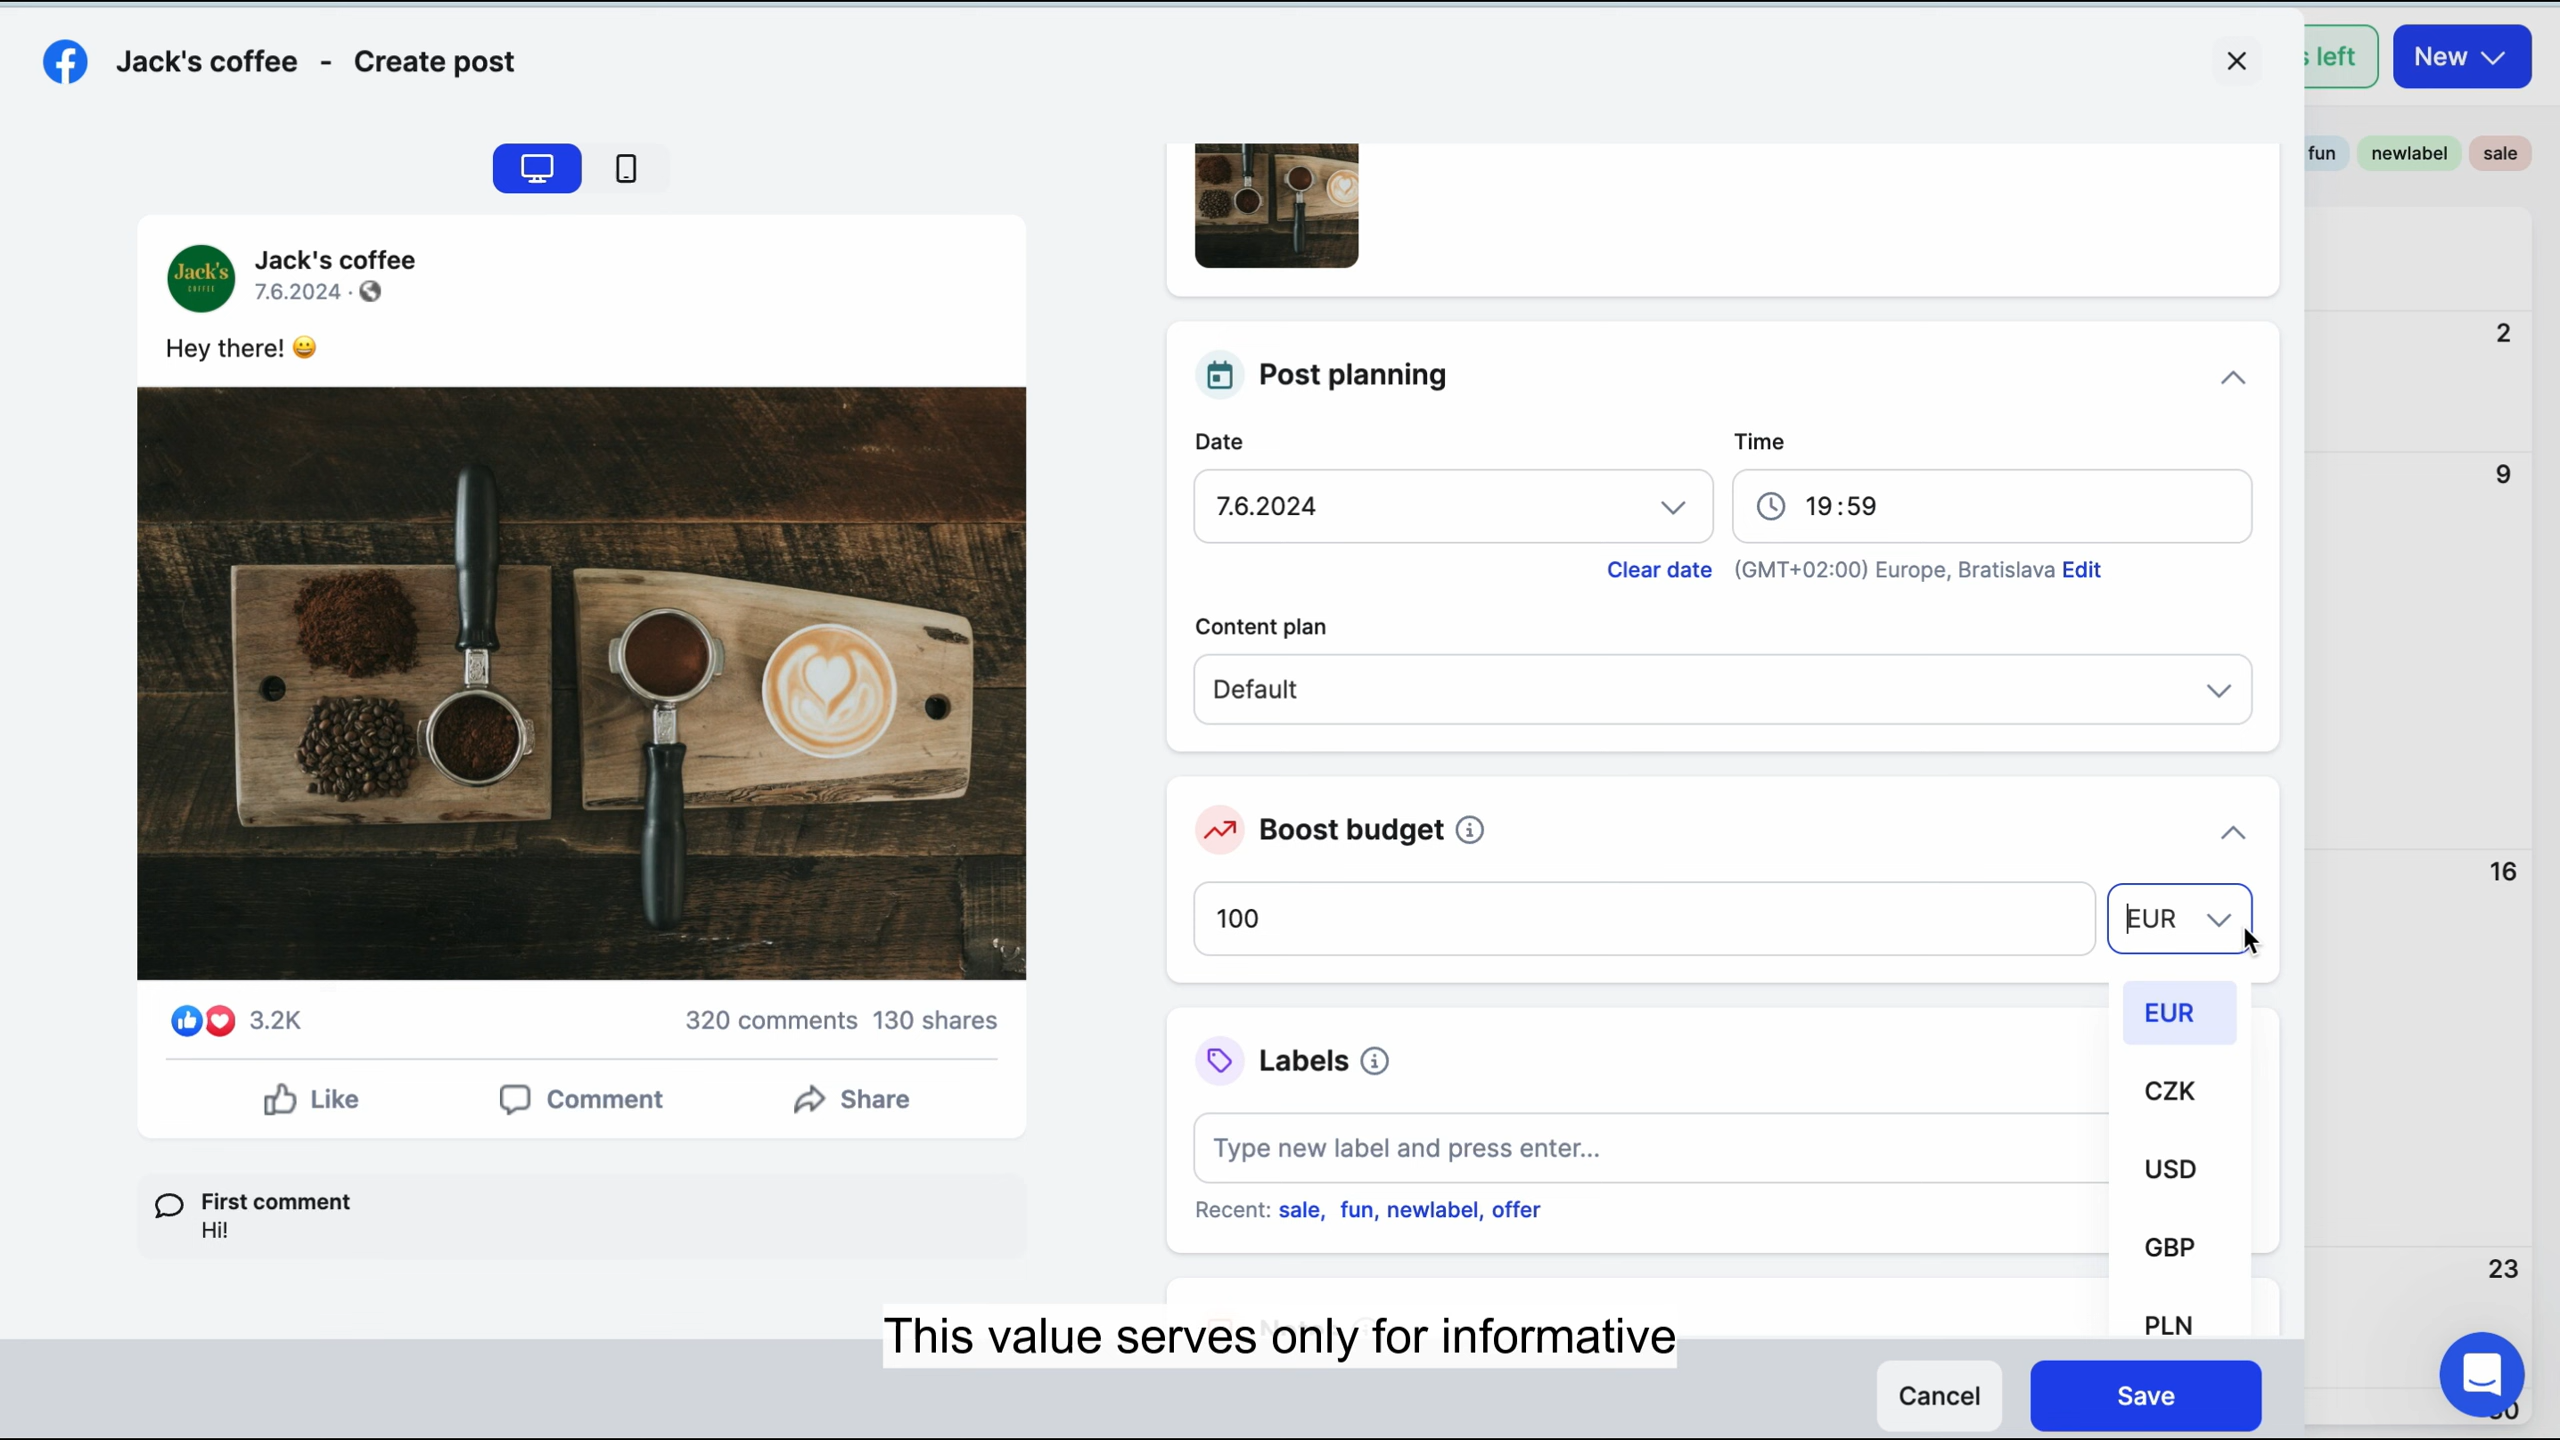 Jack's coffee - Create post
s left
New
fun newlabel sale
Jack's
COFFEE
Jack's coffee
7.6.2024 ·
Hey there! 😀
3.2K
320 comments 130 shares
Like Comment Share
First comment
Hi!
Post planning
Date
Time
7.6.2024
19:59
Clear date
(GMT+02:00) Europe, Bratislava Edit
Content plan
Default
Boost budget
100
EUR
EUR
CZK
USD
GBP
PLN
Labels
Type new label and press enter...
Recent: sale, fun, newlabel, offer
This value serves only for informative
Cancel
Save
2
9
16
23